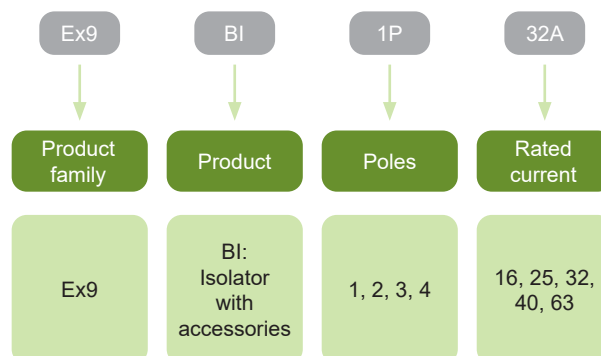 Ex9
BI
1P
32A
Product
family
Product
Poles
Rated
current
Ex9
BI:
Isolator
with
accessories
1, 2, 3, 4
16, 25, 32,
40, 63